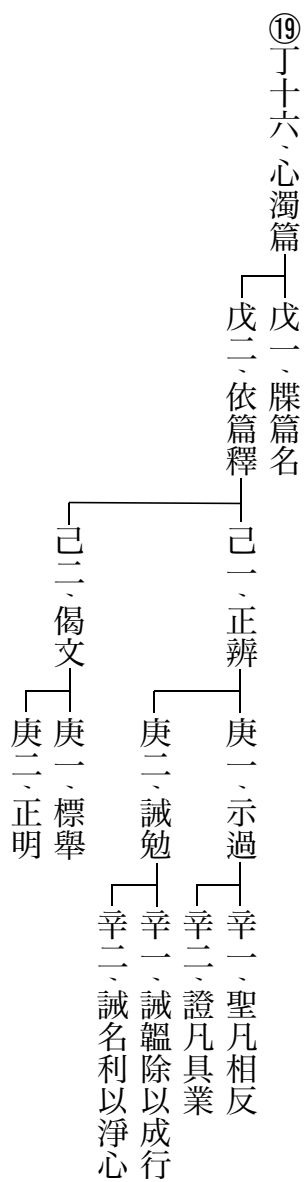 ⑲丁十六、心濁篇
戊一、牒篇名
戊二、依篇釋
己一、正辨
庚一、示過
辛一、聖凡相反
辛二、證凡具業
庚二、誡勉
辛一、誡韞除以成行
辛二、誡名利以淨心
己二、偈文
庚一、標舉
庚二、正明